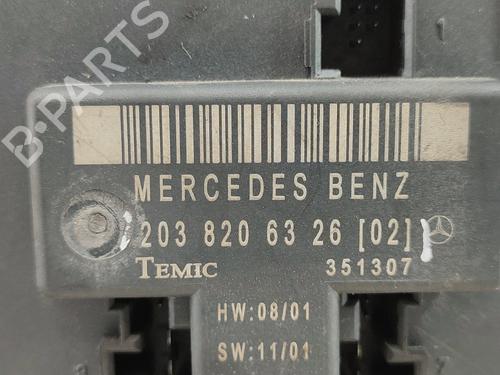 B-PARTS
MERCEDES BENZ
203 820 63 26 [02]
TEMIC 351307
HW:08/01
SW:11/01